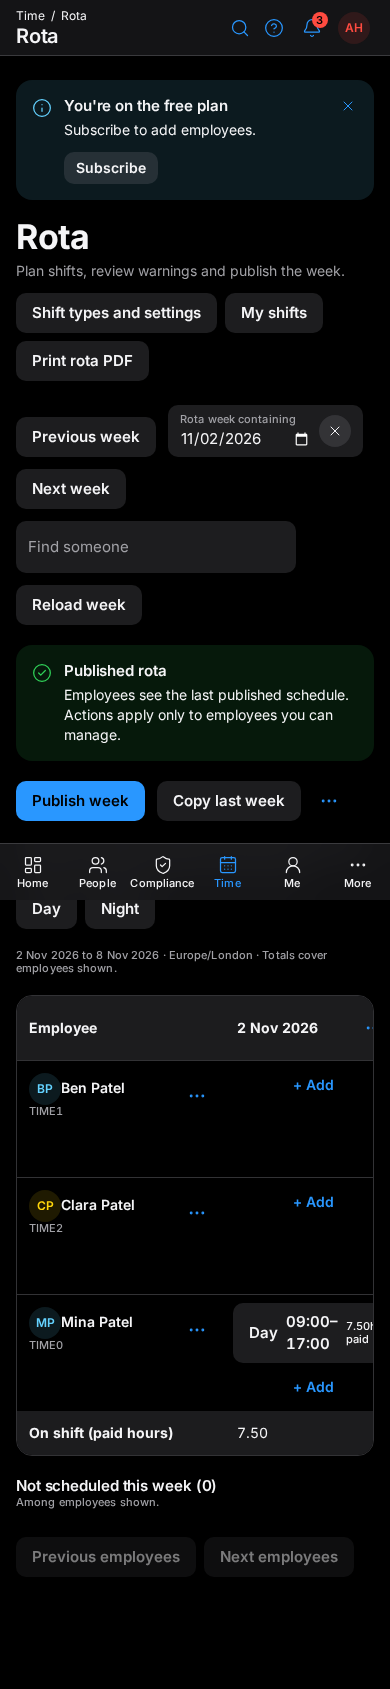 Time / Rota
Rota
3
AH
You're on the free plan
Subscribe to add employees.
Subscribe
Rota
Plan shifts, review warnings and publish the week.
Shift types and settings
My shifts
Print rota PDF
Previous week
Rota week containing
11/02/2026
Next week
Find someone
Reload week
Published rota
Employees see the last published schedule.
Actions apply only to employees you can
manage.
Publish week
Copy last week
Home
People
Compliance
Time
Me
More
Day
Night
2 Nov 2026 to 8 Nov 2026 · Europe/London · Totals cover
employees shown.
Employee
2 Nov 2026
BP
Ben Patel
TIME1
+ Add
CP
Clara Patel
TIME2
+ Add
MP
Mina Patel
TIME0
Day
09:00–
17:00
7.50h
paid
+ Add
On shift (paid hours)
7.50
Not scheduled this week (0)
Among employees shown.
Previous employees
Next employees